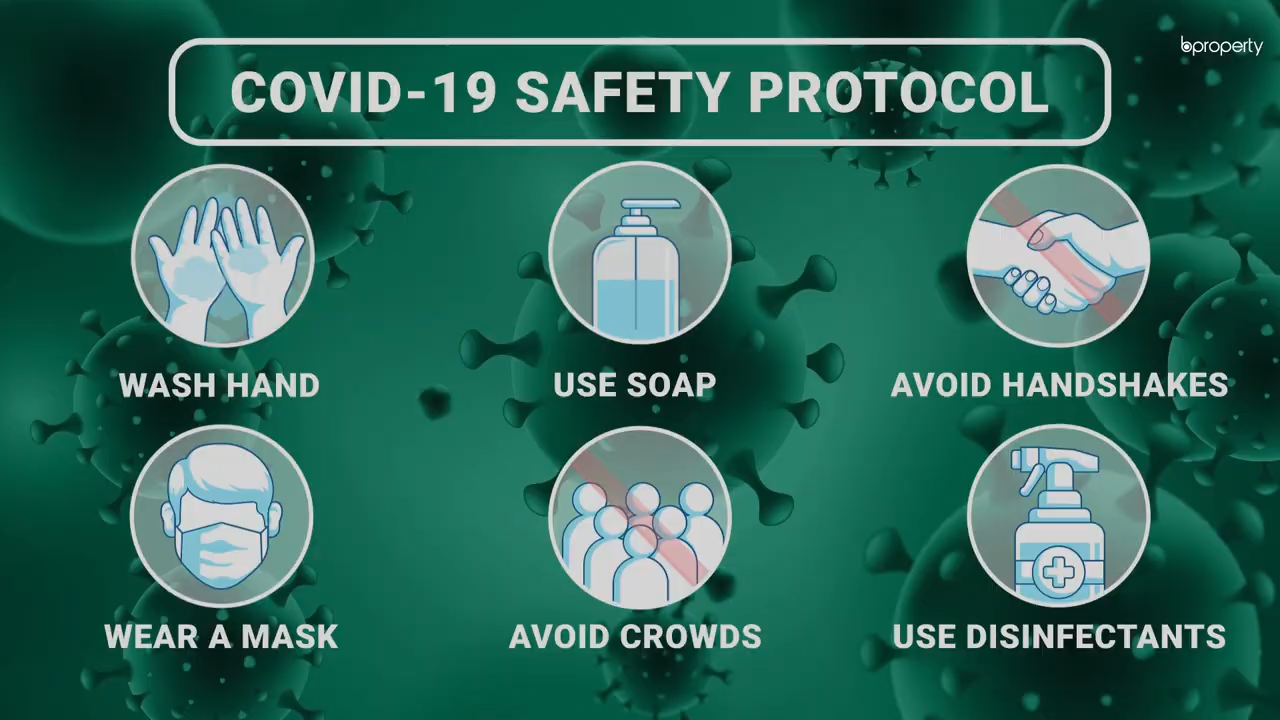 bproperty
COVID-19 SAFETY PROTOCOL
WASH HAND
USE SOAP
AVOID HANDSHAKES
WEAR A MASK
AVOID CROWDS
USE DISINFECTANTS